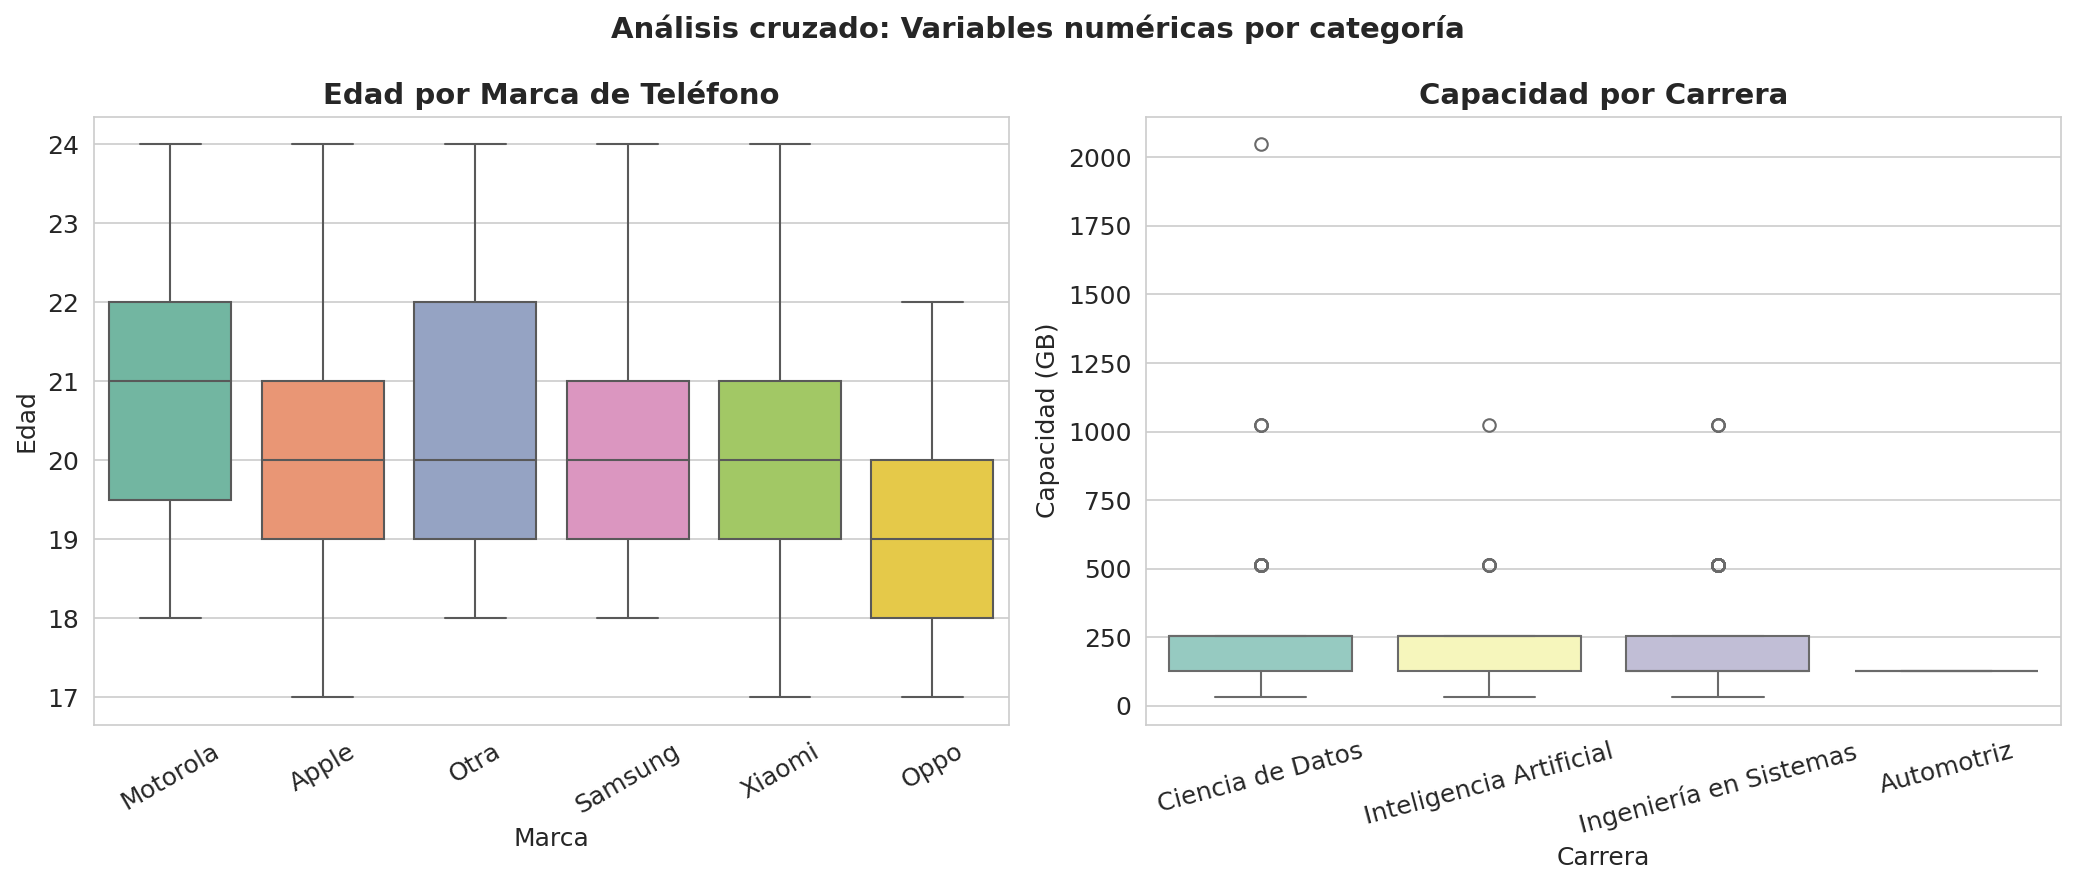 Análisis cruzado: Variables numéricas por categoría
Edad por Marca de Teléfono
24
23
22
21
20
19
18
17
Edad
Motorola
Apple
Otra
Samsung
Xiaomi
Oppo
Marca
Capacidad por Carrera
2000
1750
1500
1250
1000
750
500
250
0
Capacidad (GB)
Ciencia de Datos
Inteligencia Artificial
Ingeniería en Sistemas
Automotriz
Carrera